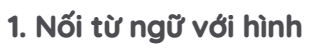 1. Nối từ ngữ với hình